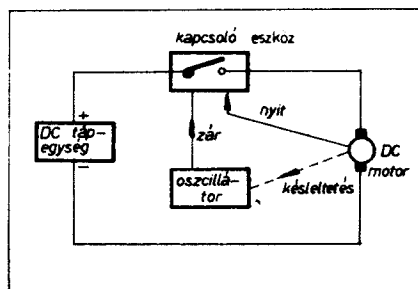 kapcsoló eszköz
nyit
zár
+
DC táp-
egység
−
DC
motor
oszcillá-
tor
késleltetés